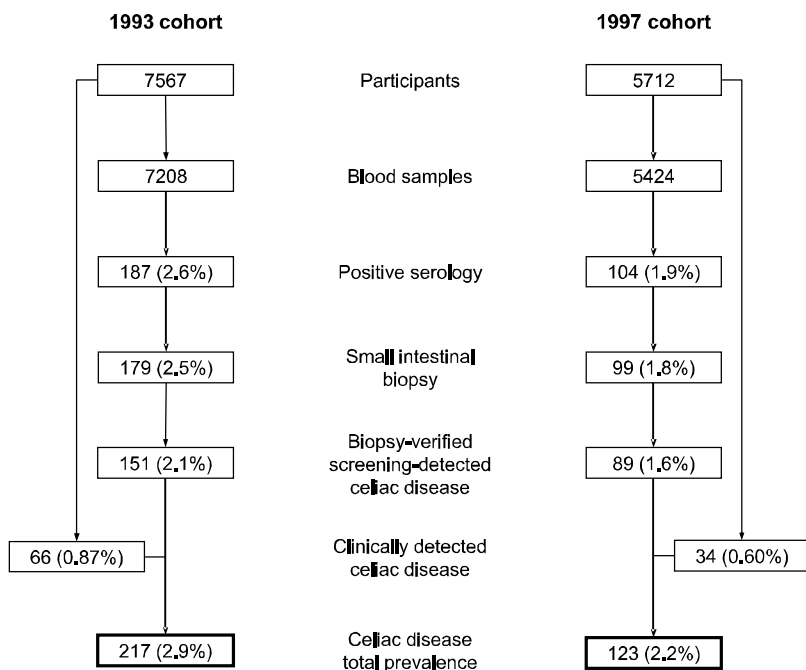 1993 cohort
1997 cohort
7567
Participants
5712
7208
Blood samples
5424
187 (2.6%)
Positive serology
104 (1.9%)
179 (2.5%)
Small intestinal
biopsy
99 (1.8%)
151 (2.1%)
Biopsy-verified
screening-detected
celiac disease
89 (1.6%)
66 (0.87%)
Clinically detected
celiac disease
34 (0.60%)
217 (2.9%)
Celiac disease
total prevalence
123 (2.2%)